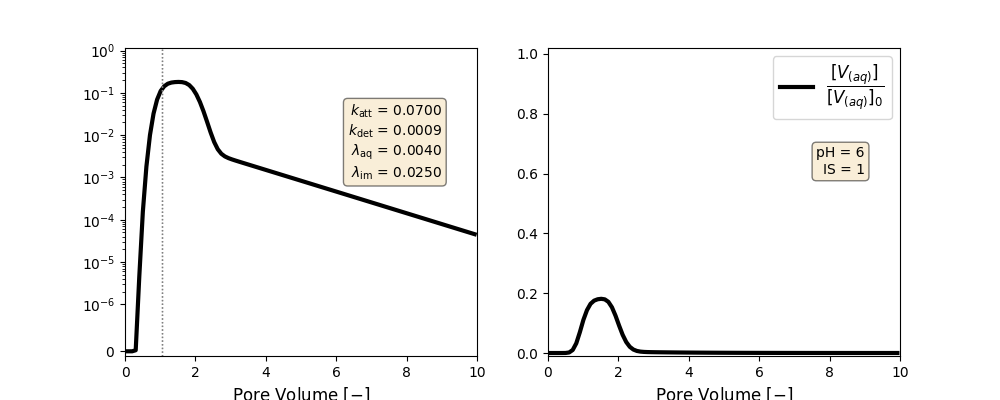 10⁰
10⁻¹
10⁻²
10⁻³
10⁻⁴
10⁻⁵
10⁻⁶
0
0 2 4 6 8 10
Pore Volume [−]
k_att = 0.0700
k_det = 0.0009
λ_aq = 0.0040
λ_im = 0.0250
1.0
0.8
0.6
0.4
0.2
0.0
0 2 4 6 8 10
Pore Volume [−]
[V_(aq)]
[V_(aq)]₀
pH = 6
IS = 1